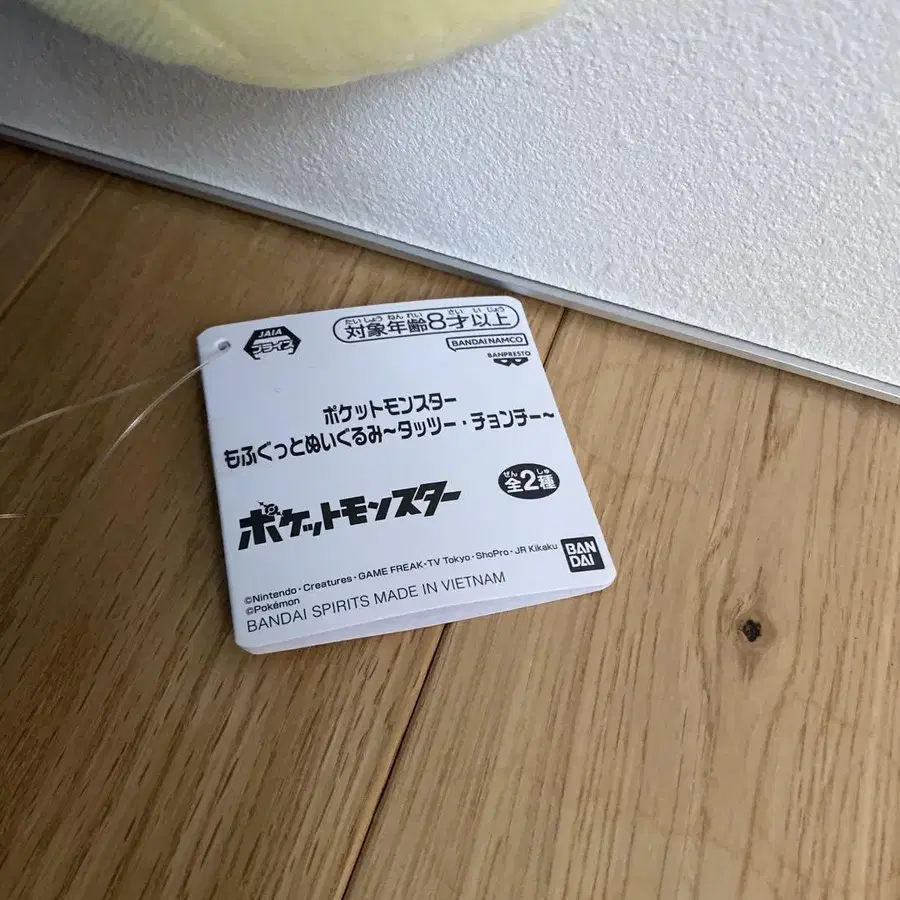 JAIA
プライズ
たいしょうねんれい さいいじょう
対象年齢8才以上
BANDAI NAMCO
BANPRESTO
ポケットモンスター
もふぐっとぬいぐるみ～タッツー・チョンチー～
ポケットモンスター
ぜん しゅ
全2種
©Nintendo・Creatures・GAME FREAK・TV Tokyo・ShoPro・JR Kikaku
©Pokémon
BANDAI SPIRITS MADE IN VIETNAM
BAN
DAI